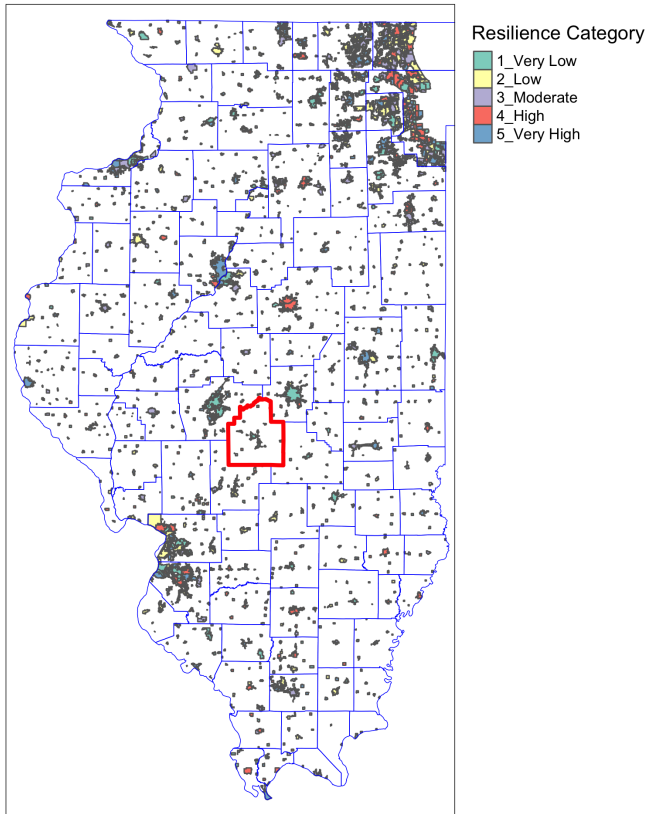 Resilience Category
1_Very Low
2_Low
3_Moderate
4_High
5_Very High